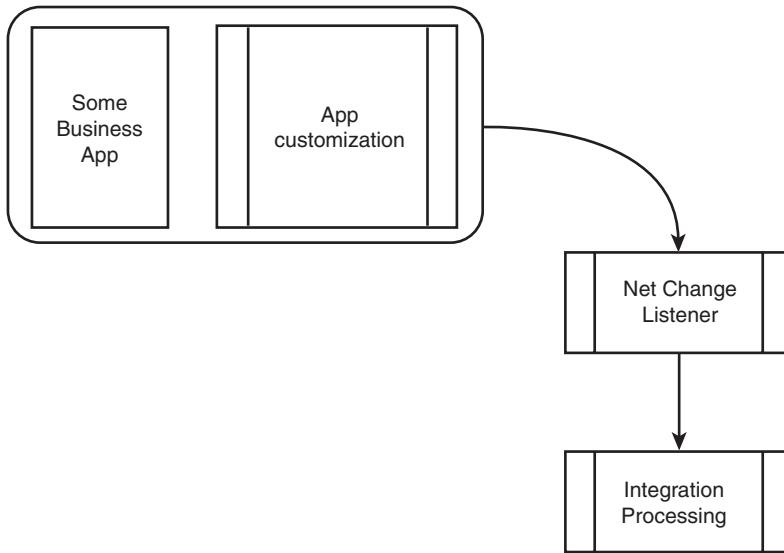 Some
Business
App
App
customization
Net Change
Listener
Integration
Processing